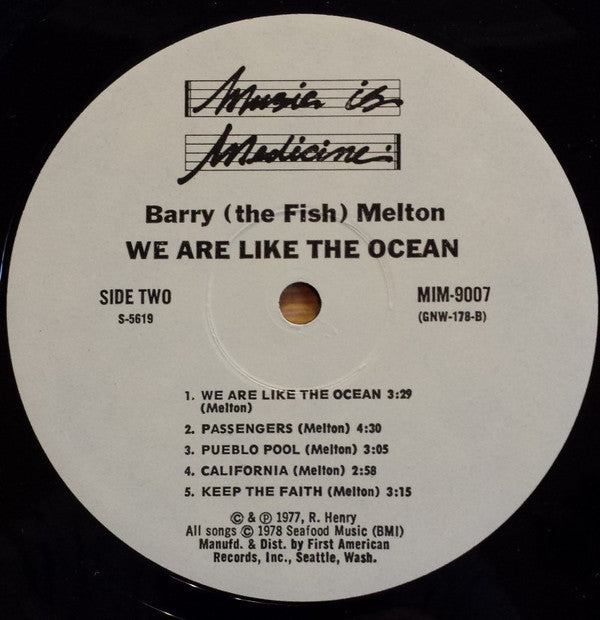 Music is
Medicine
Barry (the Fish) Melton
WE ARE LIKE THE OCEAN
SIDE TWO
S-5619
MIM-9007
(GNW-178-B)
1. WE ARE LIKE THE OCEAN 3:29
(Melton)
2. PASSENGERS (Melton) 4:30
3. PUEBLO POOL (Melton) 3:05
4. CALIFORNIA (Melton) 2:58
5. KEEP THE FAITH (Melton) 3:15
© & ℗ 1977, R. Henry
All songs © 1978 Seafood Music (BMI)
Manufd. & Dist. by First American
Records, Inc., Seattle, Wash.